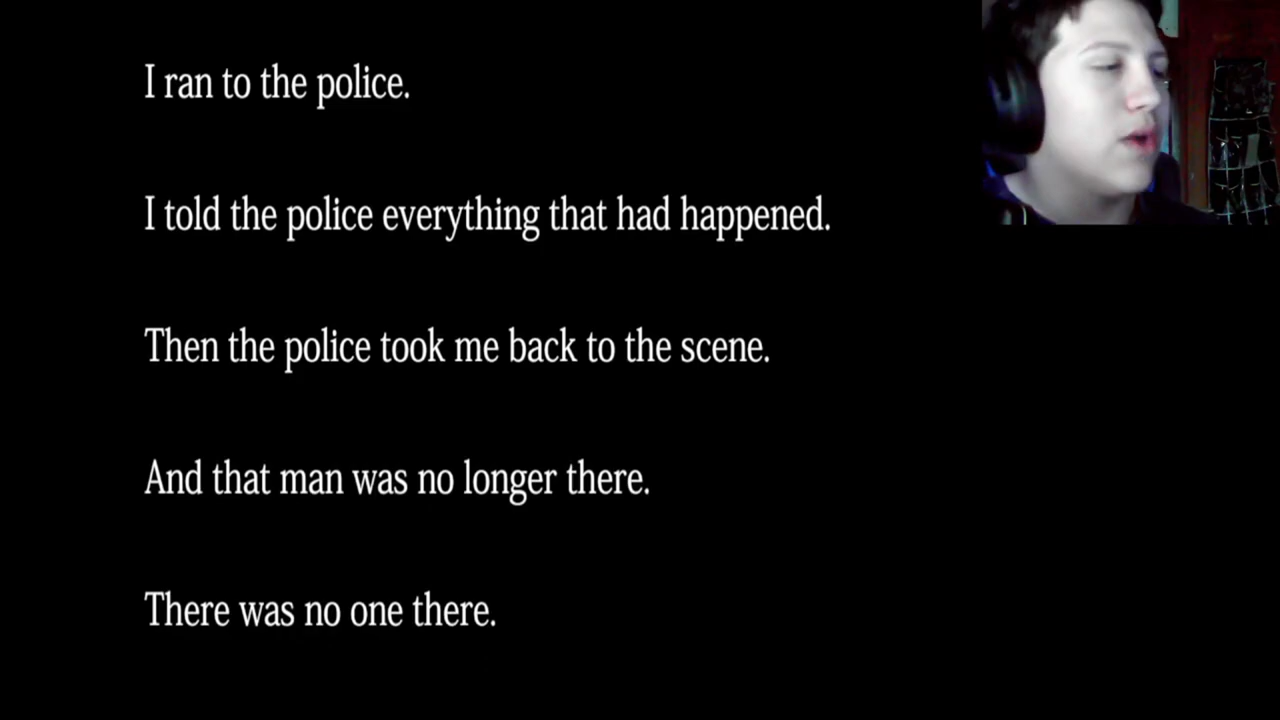 I ran to the police.
I told the police everything that had happened.
Then the police took me back to the scene.
And that man was no longer there.
There was no one there.